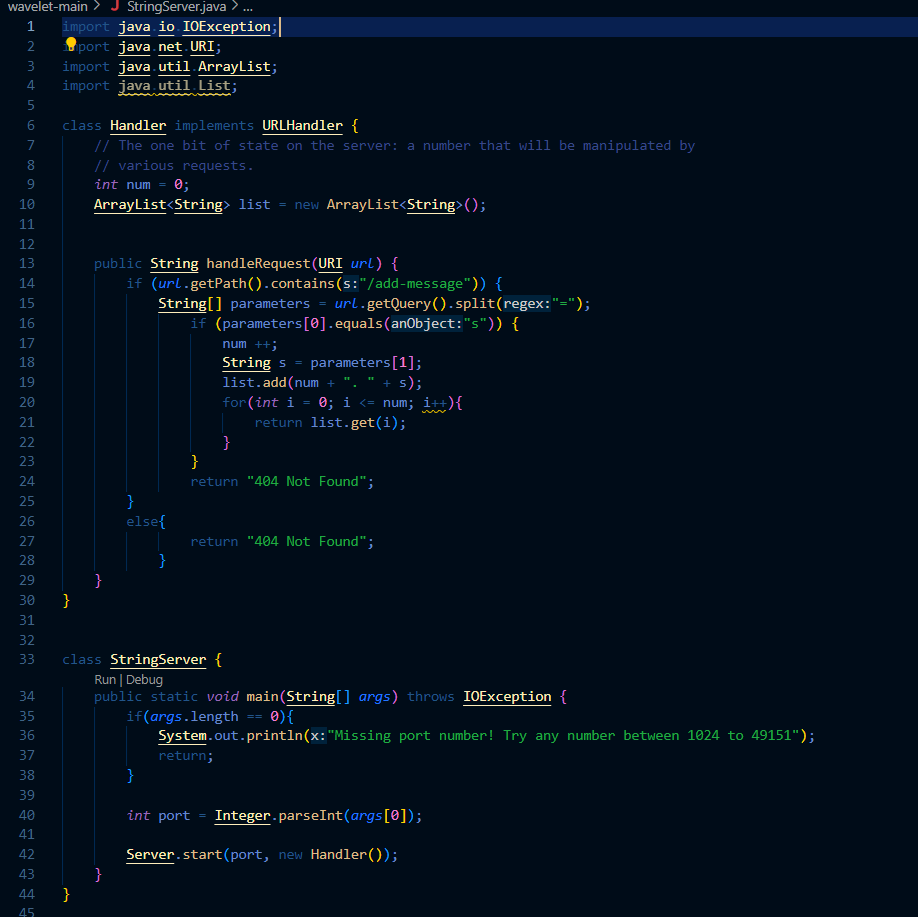 wavelet-main > J StringServer.java > ...
1 import java.io.IOException;
2 import java.net.URI;
3 import java.util.ArrayList;
4 import java.util.List;
5
6 class Handler implements URLHandler {
7 // The one bit of state on the server: a number that will be manipulated by
8 // various requests.
9 int num = 0;
10 ArrayList<String> list = new ArrayList<String>();
11
12
13 public String handleRequest(URI url) {
14 if (url.getPath().contains(s:"/add-message")) {
15 String[] parameters = url.getQuery().split(regex:"=");
16 if (parameters[0].equals(anObject:"s")) {
17 num ++;
18 String s = parameters[1];
19 list.add(num + ". " + s);
20 for(int i = 0; i <= num; i++){
21 return list.get(i);
22 }
23 }
24 return "404 Not Found";
25 }
26 else{
27 return "404 Not Found";
28 }
29 }
30 }
31
32
33 class StringServer {
Run | Debug
34 public static void main(String[] args) throws IOException {
35 if(args.length == 0){
36 System.out.println(x:"Missing port number! Try any number between 1024 to 49151");
37 return;
38 }
39
40 int port = Integer.parseInt(args[0]);
41
42 Server.start(port, new Handler());
43 }
44 }
45